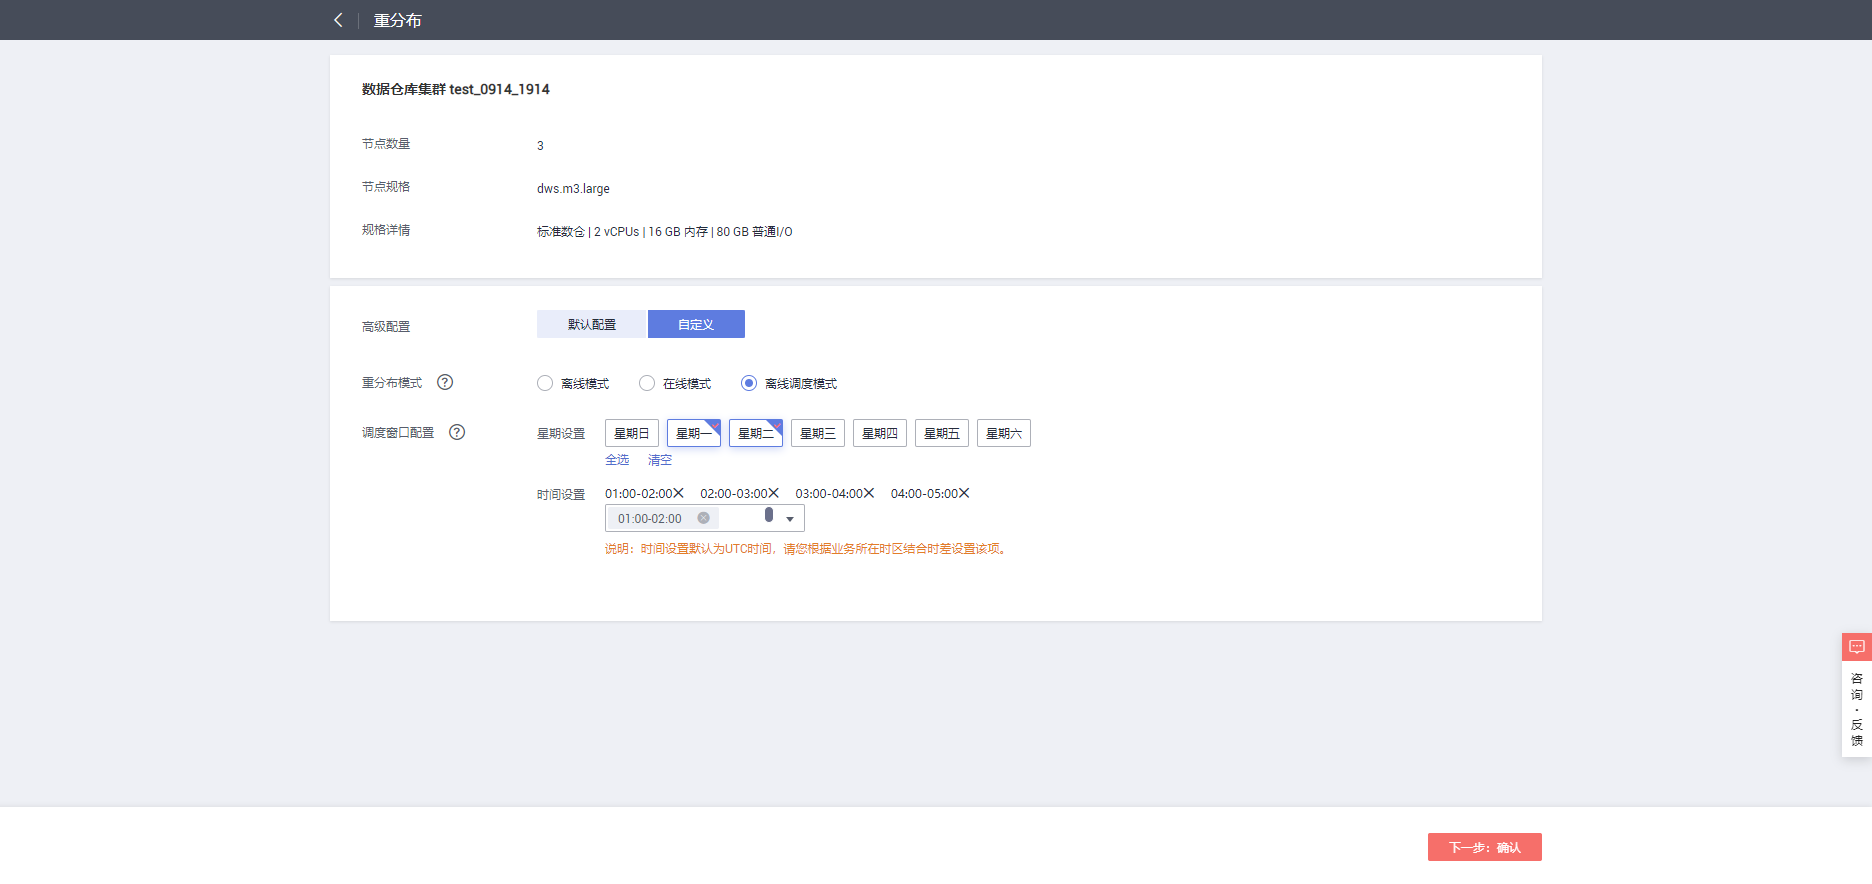 重分布
数据仓库集群 test_0914_1914
节点数量 3
节点规格 dws.m3.large
规格详情 标准数仓 | 2 vCPUs | 16 GB 内存 | 80 GB 普通I/O
高级配置 默认配置 自定义
重分布模式 ? 离线模式 在线模式 离线调度模式
调度窗口配置 ? 星期设置 星期日 星期一 星期二 星期三 星期四 星期五 星期六
全选 清空
时间设置 01:00-02:00 02:00-03:00 03:00-04:00 04:00-05:00
01:00-02:00
说明：时间设置默认为UTC时间，请您根据业务所在时区结合时差设置该项。
咨询·反馈
下一步：确认